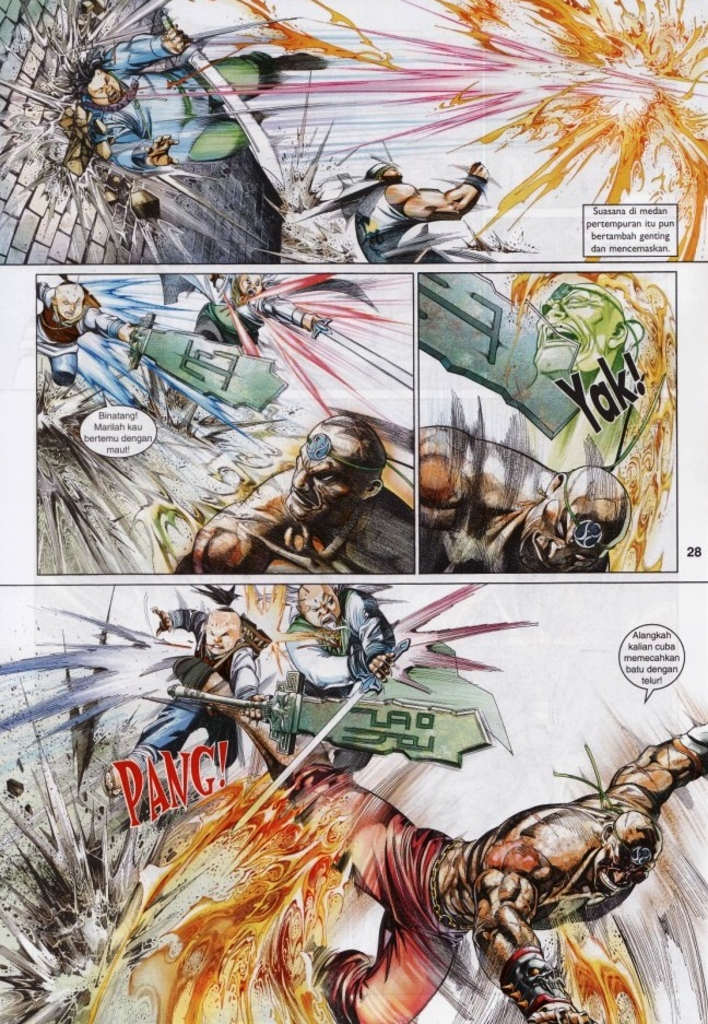 Suasana di medan
pertempuran itu pun
bertambah genting
dan mencemaskan.
Binatang!
Marilah kau
bertemu dengan
maut!
Yak!
28
Alangkah
kalian cuba
memecahkan
batu dengan
telur!
PANG!